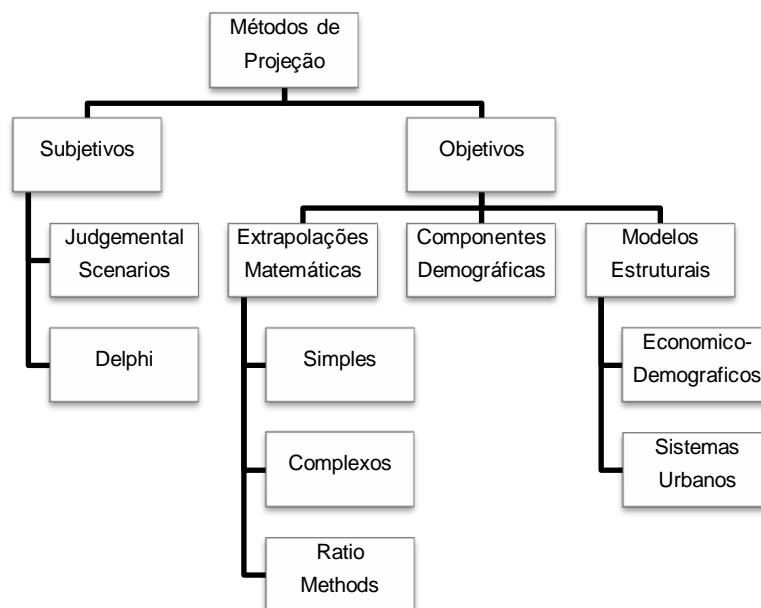 Métodos de
Projeção
Subjetivos
Objetivos
Judgemental
Scenarios
Delphi
Extrapolações
Matemáticas
Simples
Complexos
Ratio
Methods
Componentes
Demográficas
Modelos
Estruturais
Economico-
Demograficos
Sistemas
Urbanos